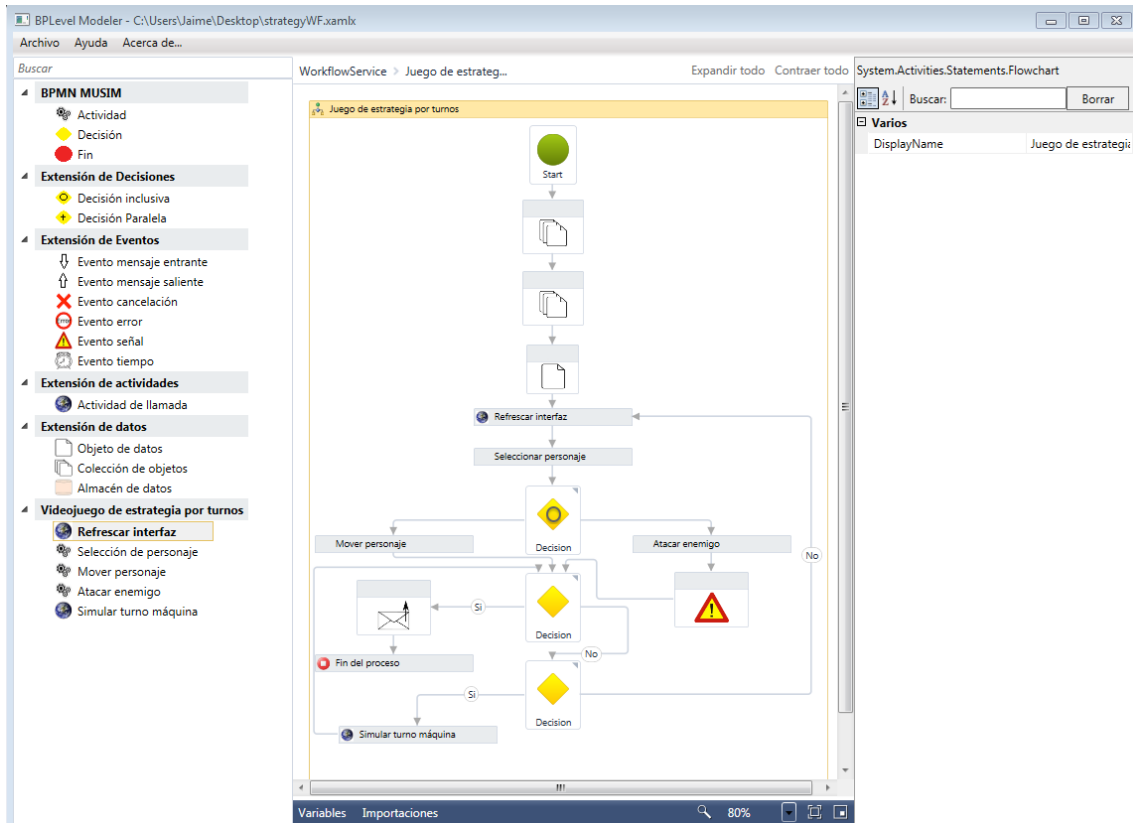 BPLevel Modeler - C:\Users\Jaime\Desktop\strategyWF.xamlx
Archivo Ayuda Acerca de...
Buscar
BPMN MUSIM
Actividad
Decisión
Fin
Extensión de Decisiones
Decisión inclusiva
Decisión Paralela
Extensión de Eventos
Evento mensaje entrante
Evento mensaje saliente
Evento cancelación
Evento error
Evento señal
Evento tiempo
Extensión de actividades
Actividad de llamada
Extensión de datos
Objeto de datos
Colección de objetos
Almacén de datos
Videojuego de estrategia por turnos
Refrescar interfaz
Selección de personaje
Mover personaje
Atacar enemigo
Simular turno máquina
WorkflowService > Juego de estrateg...
Expandir todo Contraer todo
Juego de estrategia por turnos
Start
Refrescar interfaz
Seleccionar personaje
Mover personaje
Decision
Atacar enemigo
No
Si
Decision
No
Fin del proceso
Si
Decision
Simular turno máquina
Variables Importaciones
80%
System.Activities.Statements.Flowchart
Buscar: Borrar
Varios
DisplayName Juego de estrategia